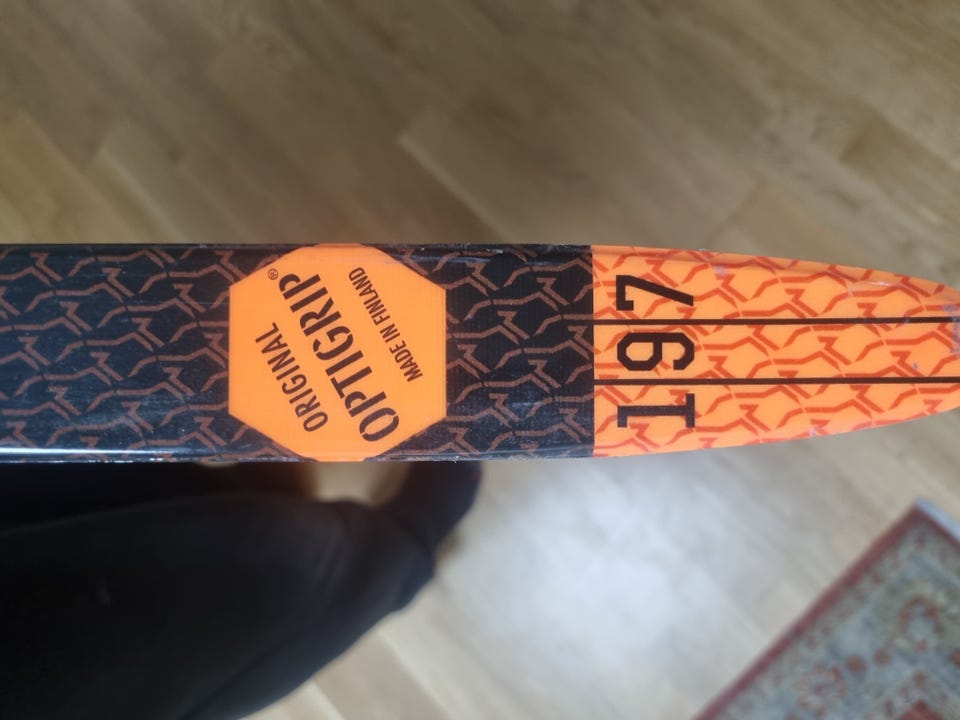 ORIGINAL
OPTIGRIP®
MADE IN FINLAND
197